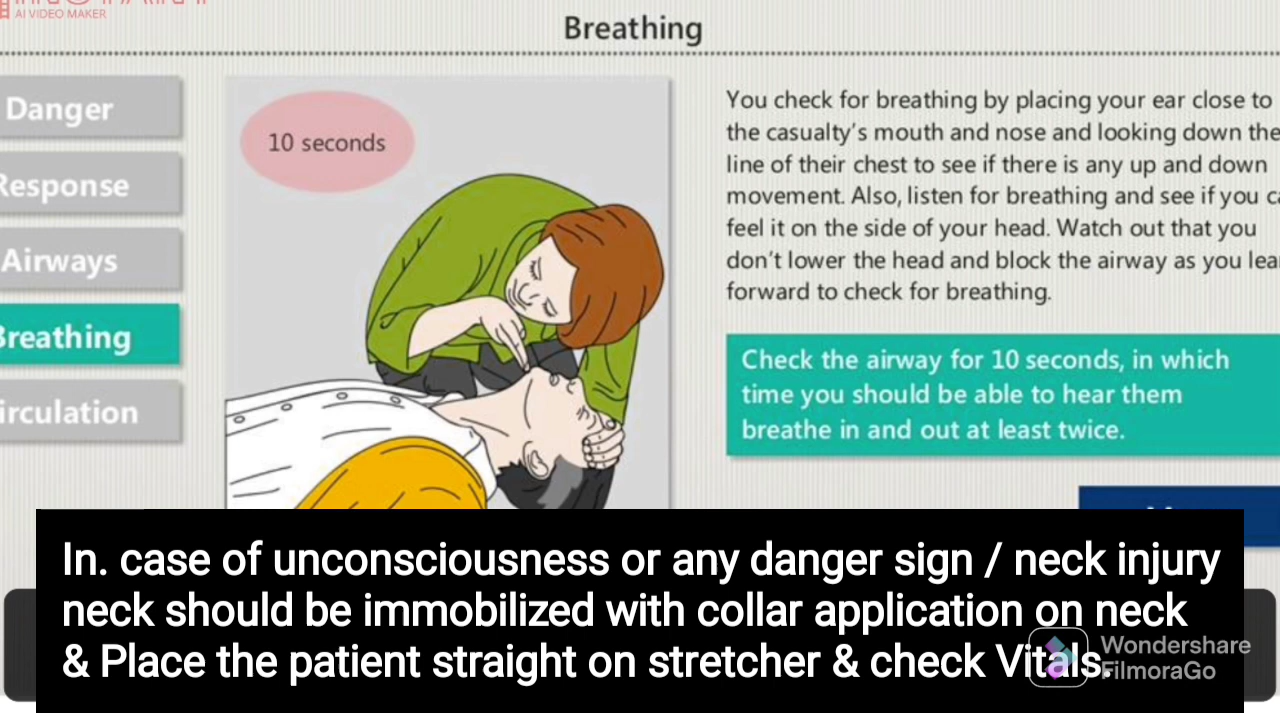 AI VIDEO MAKER
Breathing
Danger
Response
Airways
Breathing
irculation
10 seconds
You check for breathing by placing your ear close to
the casualty's mouth and nose and looking down the
line of their chest to see if there is any up and down
movement. Also, listen for breathing and see if you ca
feel it on the side of your head. Watch out that you
don't lower the head and block the airway as you lea
forward to check for breathing.
Check the airway for 10 seconds, in which
time you should be able to hear them
breathe in and out at least twice.
In. case of unconsciousness or any danger sign / neck injury
neck should be immobilized with collar application on neck
& Place the patient straight on stretcher & check Vitals.
Wondershare
FilmoraGo